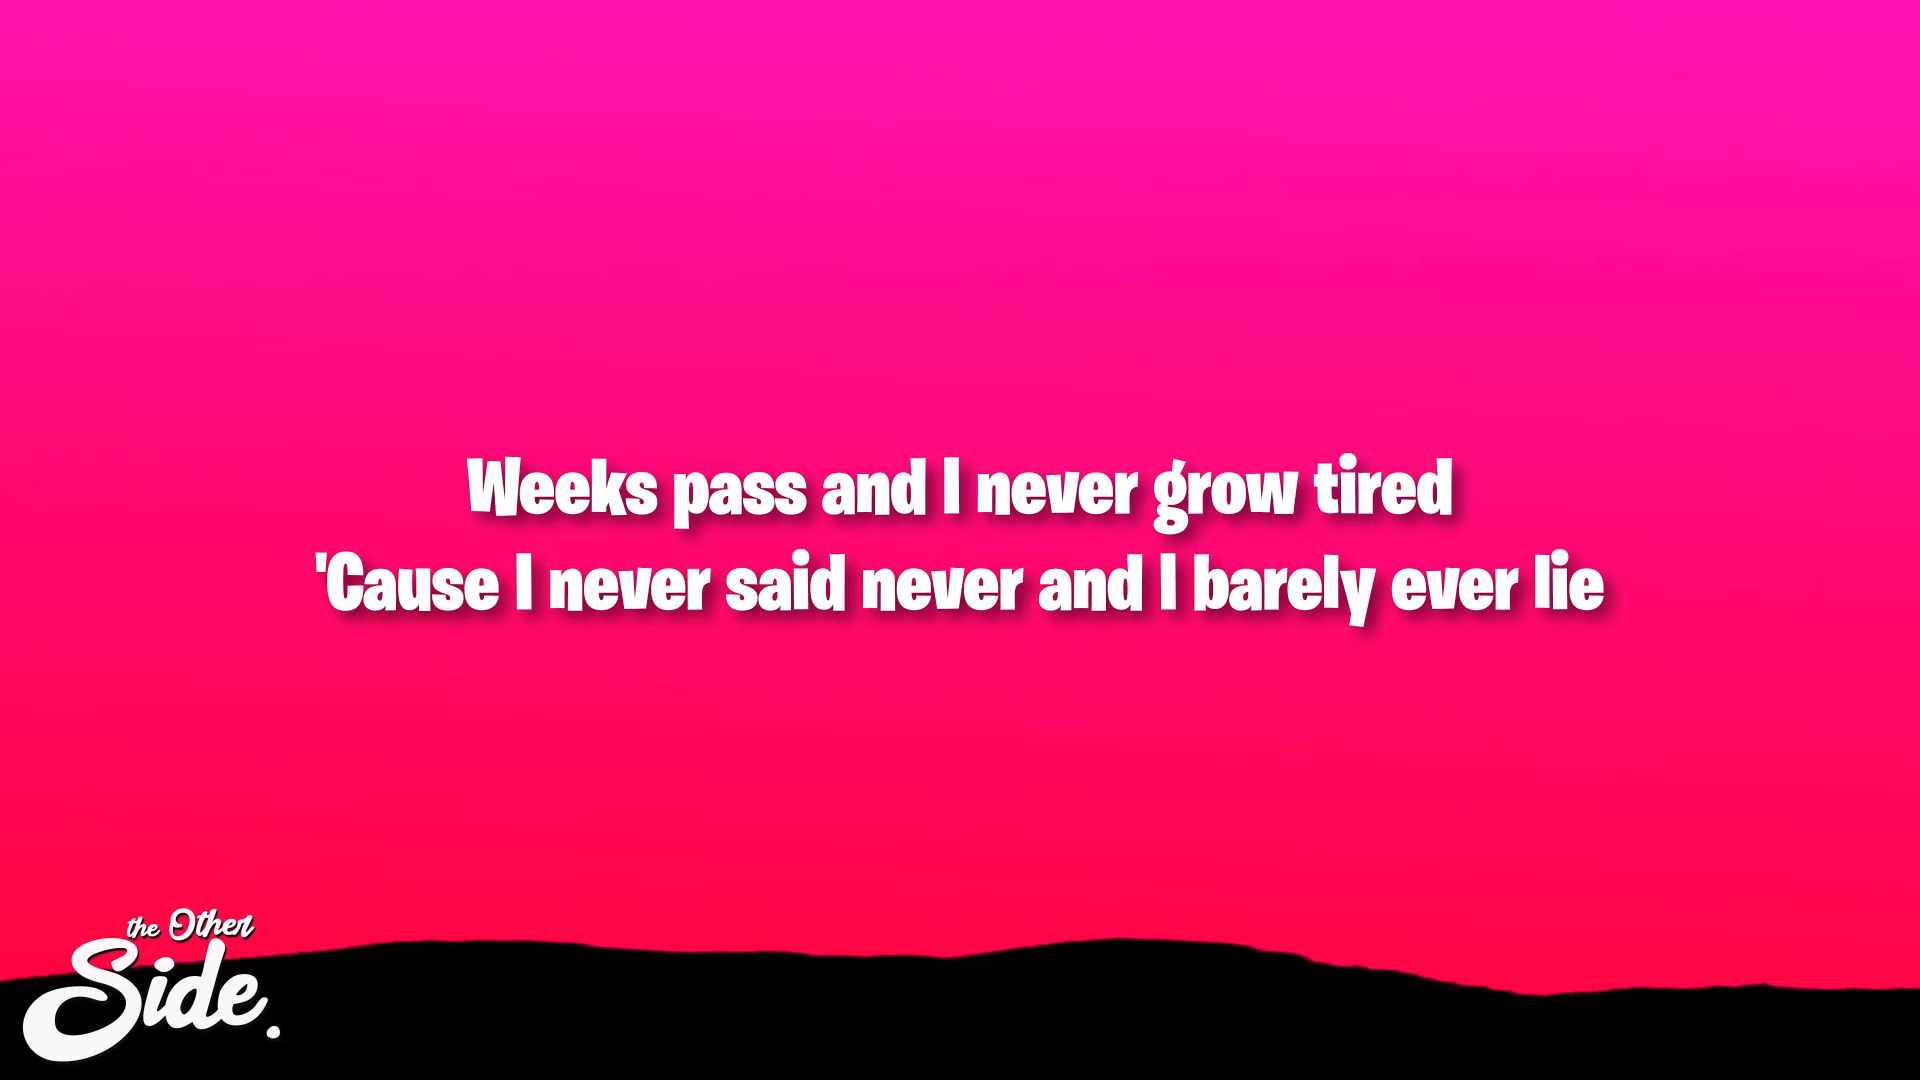 Weeks pass and I never grow tired
'Cause I never said never and I barely ever lie
the Other
Side.